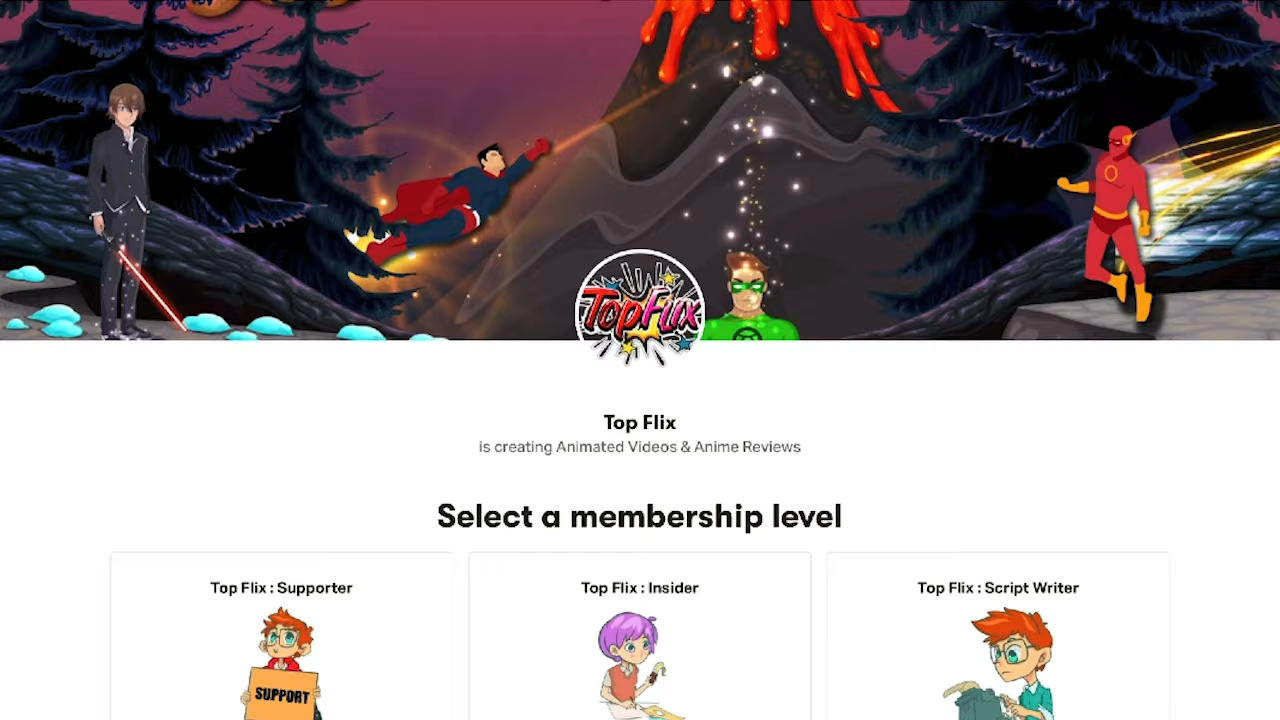 TopFlix
Top Flix
is creating Animated Videos & Anime Reviews
Select a membership level
Top Flix : Supporter
Top Flix : Insider
Top Flix : Script Writer
SUPPORT